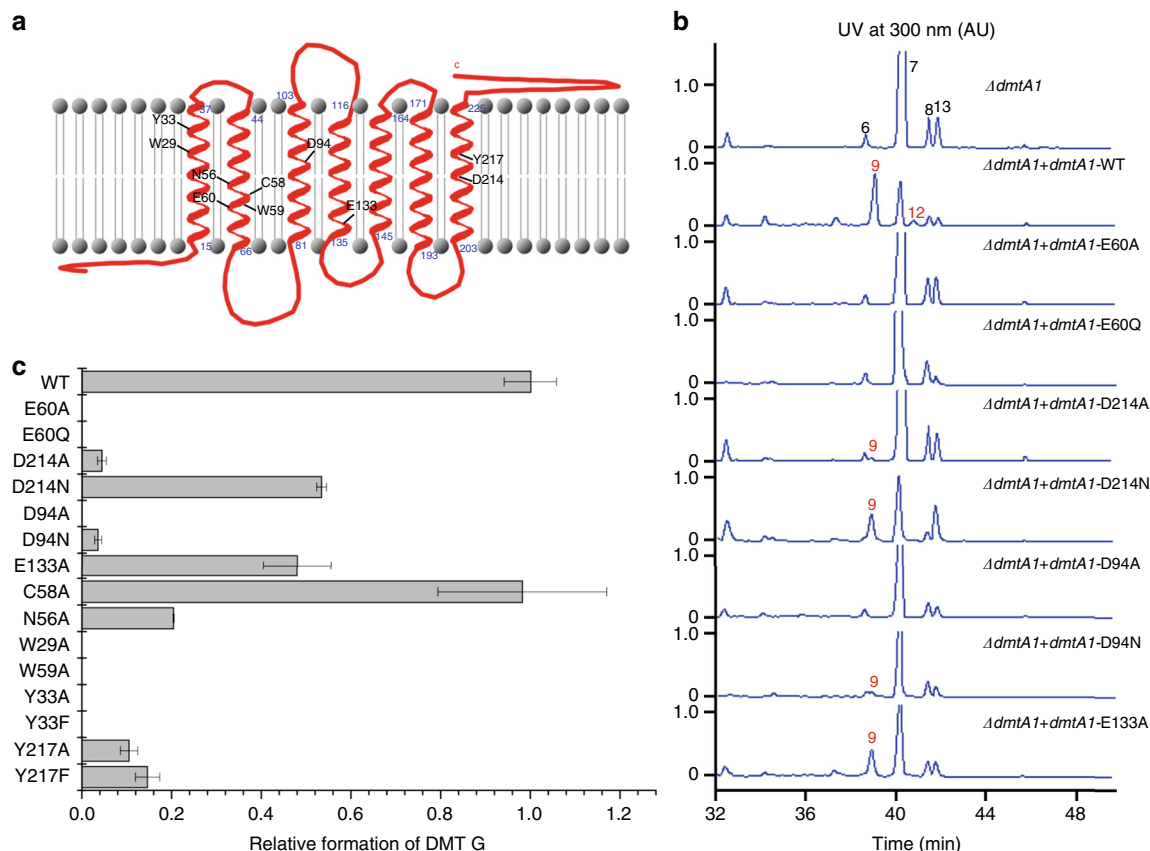 a
c
37
44
103
116
164
171
225
Y33
W29
N56
E60
C58
W59
D94
E133
Y217
D214
15
66
81
135
145
193
203
b
UV at 300 nm (AU)
1.0
0
6
7
8
13
ΔdmtA1
1.0
0
9
12
ΔdmtA1+dmtA1-WT
1.0
0
ΔdmtA1+dmtA1-E60A
1.0
0
ΔdmtA1+dmtA1-E60Q
1.0
0
9
ΔdmtA1+dmtA1-D214A
1.0
0
9
ΔdmtA1+dmtA1-D214N
1.0
0
ΔdmtA1+dmtA1-D94A
1.0
0
9
ΔdmtA1+dmtA1-D94N
1.0
0
9
ΔdmtA1+dmtA1-E133A
32 36 40 44 48
Time (min)
c
WT
E60A
E60Q
D214A
D214N
D94A
D94N
E133A
C58A
N56A
W29A
W59A
Y33A
Y33F
Y217A
Y217F
0.0 0.2 0.4 0.6 0.8 1.0 1.2
Relative formation of DMT G